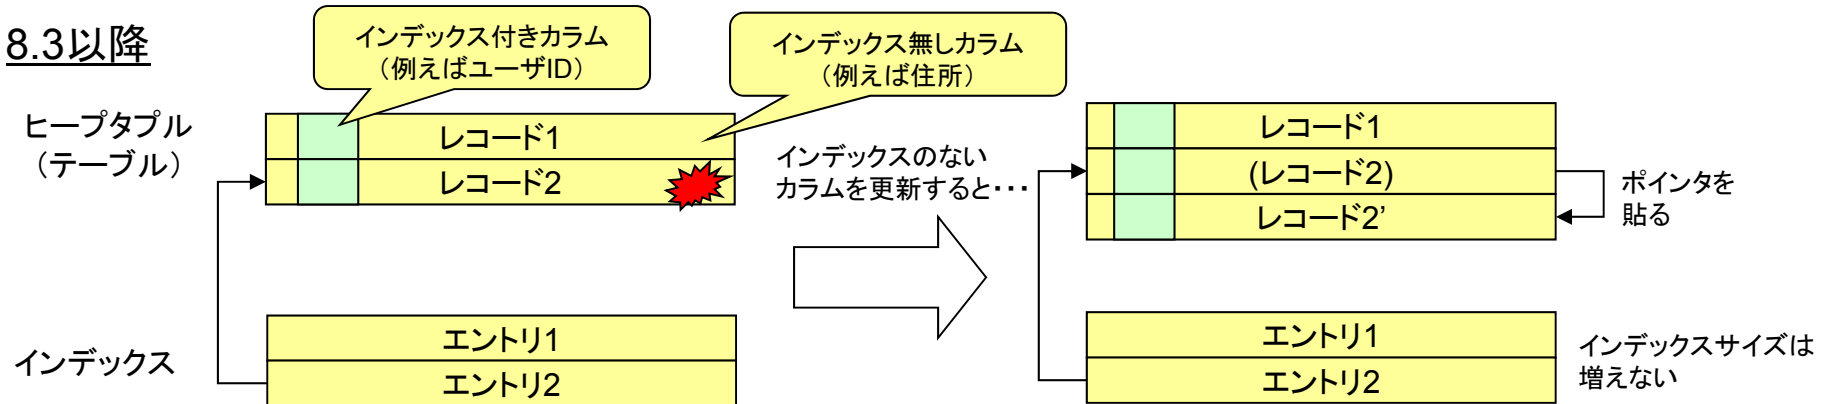 8.3以降
インデックス付きカラム
（例えばユーザID）
インデックス無しカラム
（例えば住所）
ヒープタプル
（テーブル）
レコード1
レコード2
インデックスのない
カラムを更新すると・・・
レコード1
(レコード2)
レコード2’
ポインタを
貼る
インデックス
エントリ1
エントリ2
エントリ1
エントリ2
インデックスサイズは
増えない